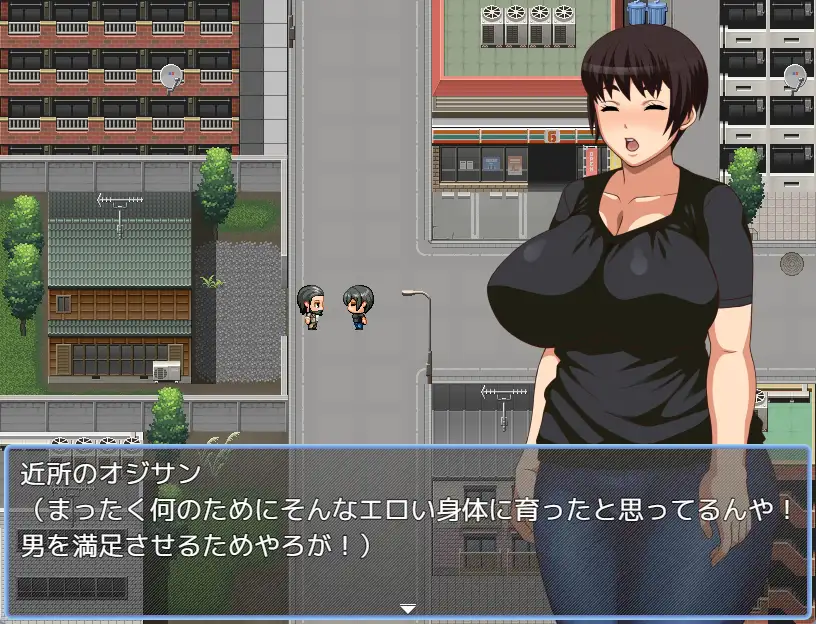 6
OPEN
近所のオジサン
（まったく何のためにそんなエロい身体に育ったと思ってるんや！
男を満足させるためやろが！）